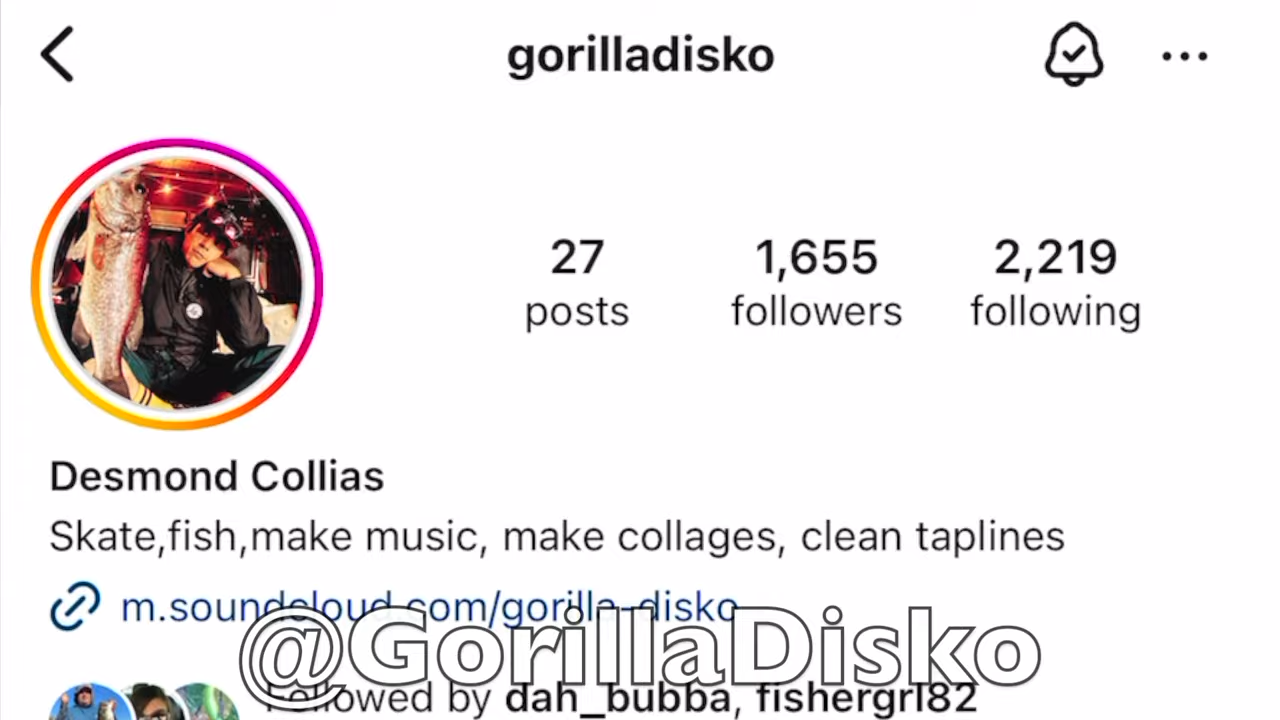 gorilladisko
27 1,655 2,219
posts followers following
Desmond Collias
Skate,fish,make music, make collages, clean taplines
m.soundcloud.com/gorilla-disko
@GorillaDisko
Followed by dah_bubba, fishergrl82